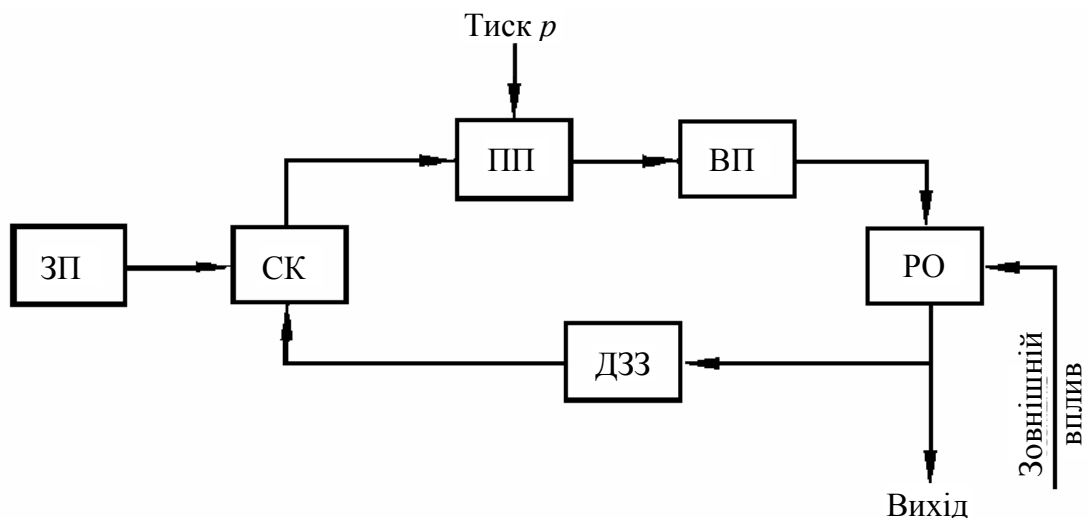 Тиск p
ПП
ВП
ЗП
СК
РО
ДЗЗ
Зовнішній
вплив
Вихід